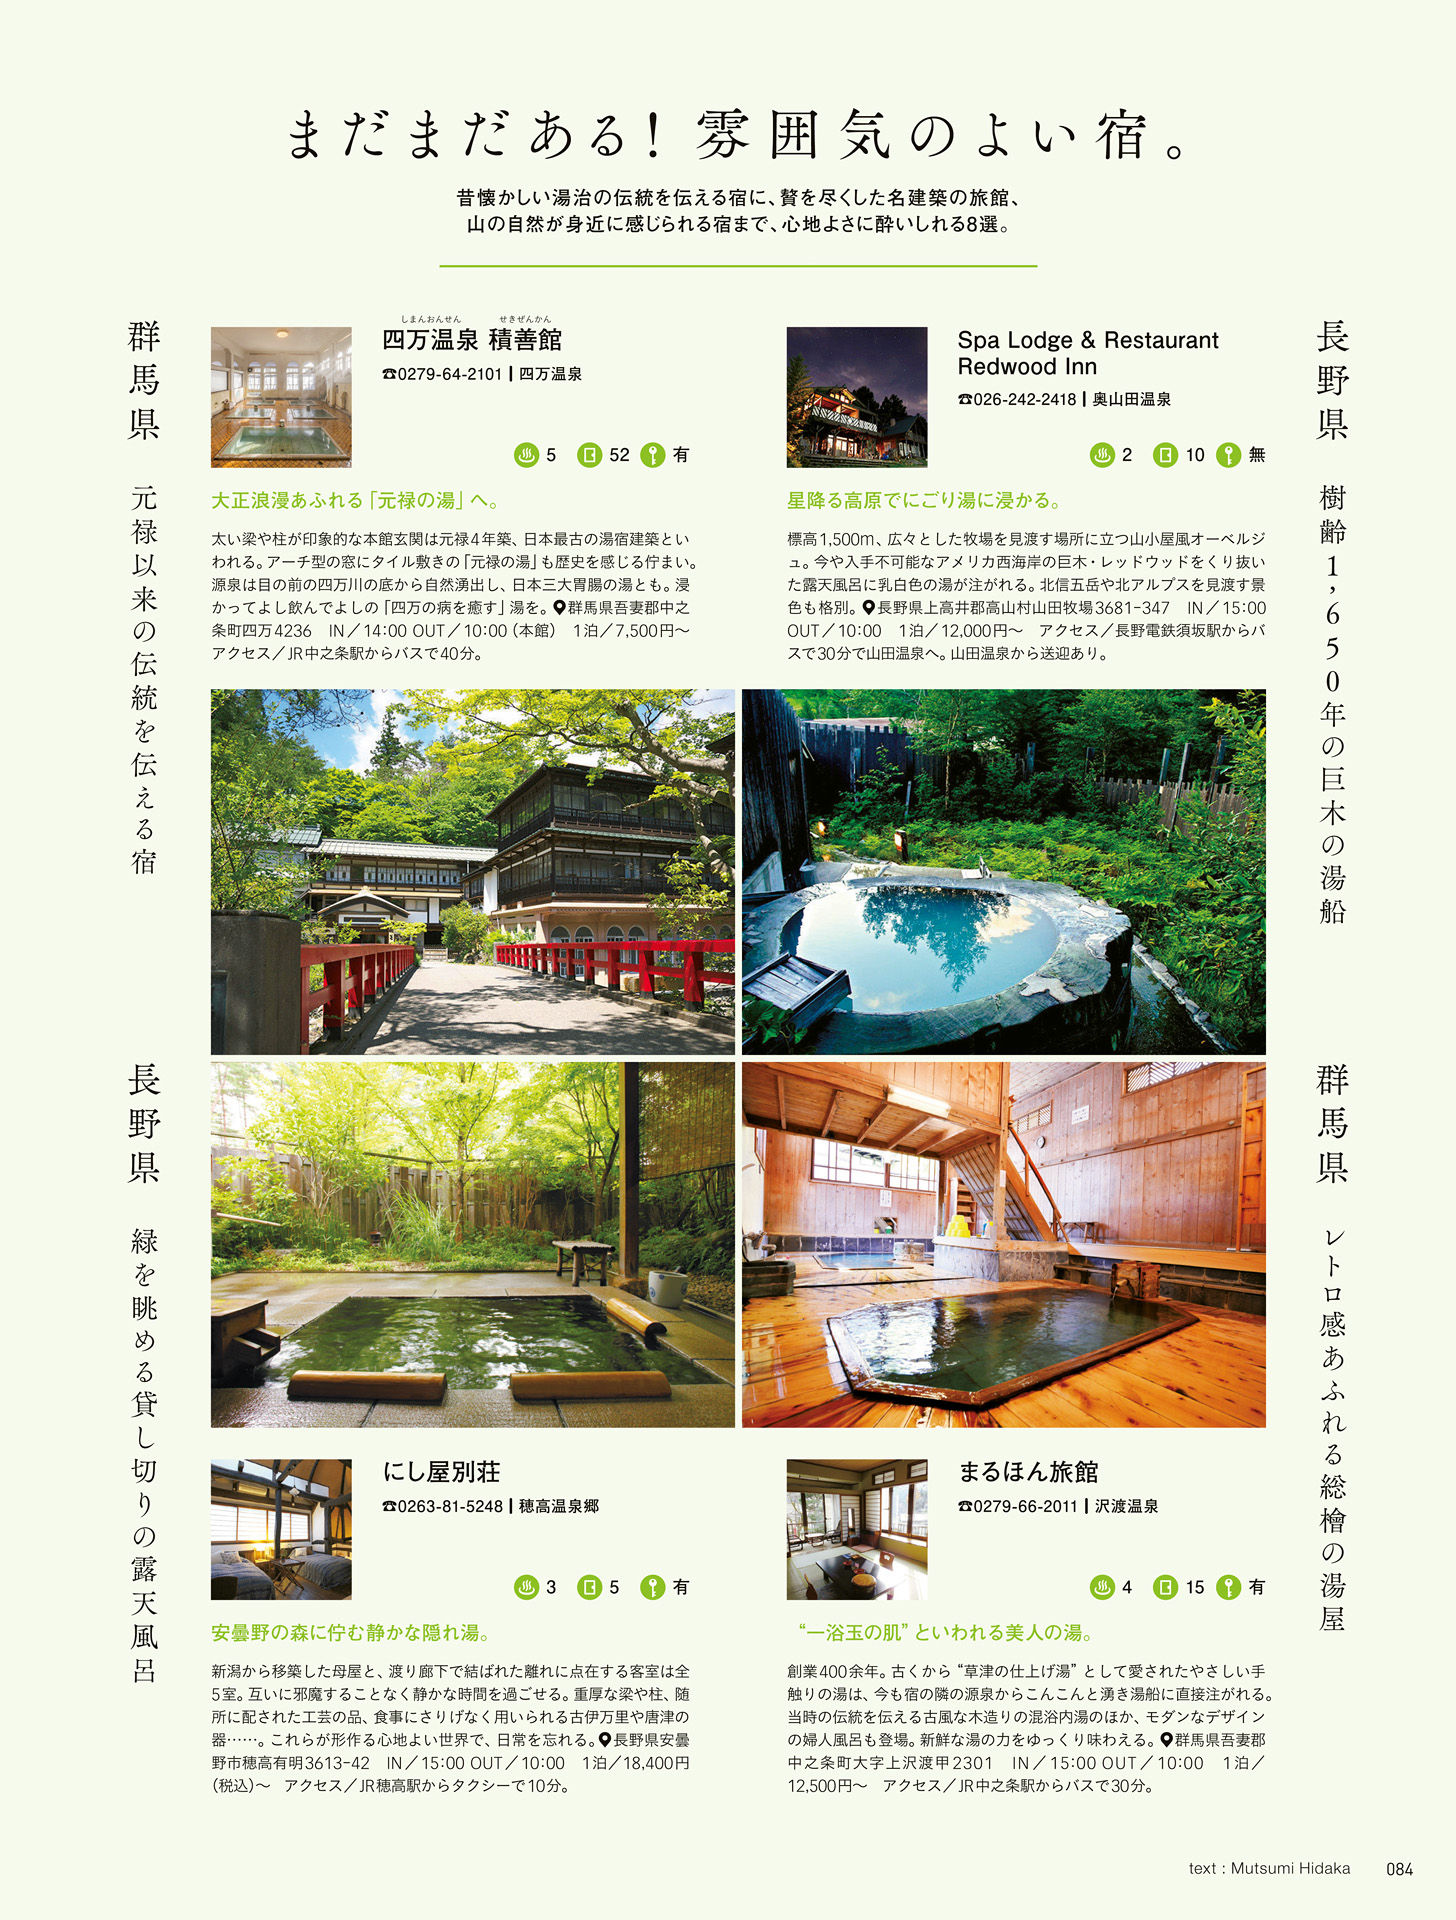 まだまだある！雰囲気のよい宿。
昔懐かしい湯治の伝統を伝える宿に、贅を尽くした名建築の旅館、
山の自然が身近に感じられる宿まで、心地よさに酔いしれる8選。
群馬県　元禄以来の伝統を伝える宿
しまんおんせん　せきぜんかん
四万温泉 積善館
☎0279-64-2101┃四万温泉
5　52　有
大正浪漫あふれる「元禄の湯」へ。
太い梁や柱が印象的な本館玄関は元禄4年築、日本最古の湯宿建築とい
われる。アーチ型の窓にタイル敷きの「元禄の湯」も歴史を感じる佇まい。
源泉は目の前の四万川の底から自然湧出し、日本三大胃腸の湯とも。浸
かってよし飲んでよしの「四万の病を癒す」湯を。群馬県吾妻郡中之
条町四万4236　IN／14:00 OUT／10:00（本館）　1泊／7,500円〜
アクセス／JR中之条駅からバスで40分。
長野県　樹齢1,650年の巨木の湯船
Spa Lodge & Restaurant
Redwood Inn
☎026-242-2418┃奥山田温泉
2　10　無
星降る高原でにごり湯に浸かる。
標高1,500m、広々とした牧場を見渡す場所に立つ山小屋風オーベルジ
ュ。今や入手不可能なアメリカ西海岸の巨木・レッドウッドをくり抜い
た露天風呂に乳白色の湯が注がれる。北信五岳や北アルプスを見渡す景
色も格別。長野県上高井郡高山村山田牧場3681-347　IN／15:00
OUT／10:00　1泊／12,000円〜　アクセス／長野電鉄須坂駅からバ
スで30分で山田温泉へ。山田温泉から送迎あり。
長野県　緑を眺める貸し切りの露天風呂
にし屋別荘
☎0263-81-5248┃穂高温泉郷
3　5　有
安曇野の森に佇む静かな隠れ湯。
新潟から移築した母屋と、渡り廊下で結ばれた離れに点在する客室は全
5室。互いに邪魔することなく静かな時間を過ごせる。重厚な梁や柱、随
所に配された工芸の品、食事にさりげなく用いられる古伊万里や唐津の
器……。これらが形作る心地よい世界で、日常を忘れる。長野県安曇
野市穂高有明3613-42　IN／15:00 OUT／10:00　1泊／18,400円
（税込）〜　アクセス／JR穂高駅からタクシーで10分。
群馬県　レトロ感あふれる総檜の湯屋
まるほん旅館
☎0279-66-2011┃沢渡温泉
4　15　有
“一浴玉の肌”といわれる美人の湯。
創業400余年。古くから“草津の仕上げ湯”として愛されたやさしい手
触りの湯は、今も宿の隣の源泉からこんこんと湧き湯船に直接注がれる。
当時の伝統を伝える古風な木造りの混浴内湯のほか、モダンなデザイン
の婦人風呂も登場。新鮮な湯の力をゆっくり味わえる。群馬県吾妻郡
中之条町大字上沢渡甲2301　IN／15:00 OUT／10:00　1泊／
12,500円〜　アクセス／JR中之条駅からバスで30分。
text : Mutsumi Hidaka　084